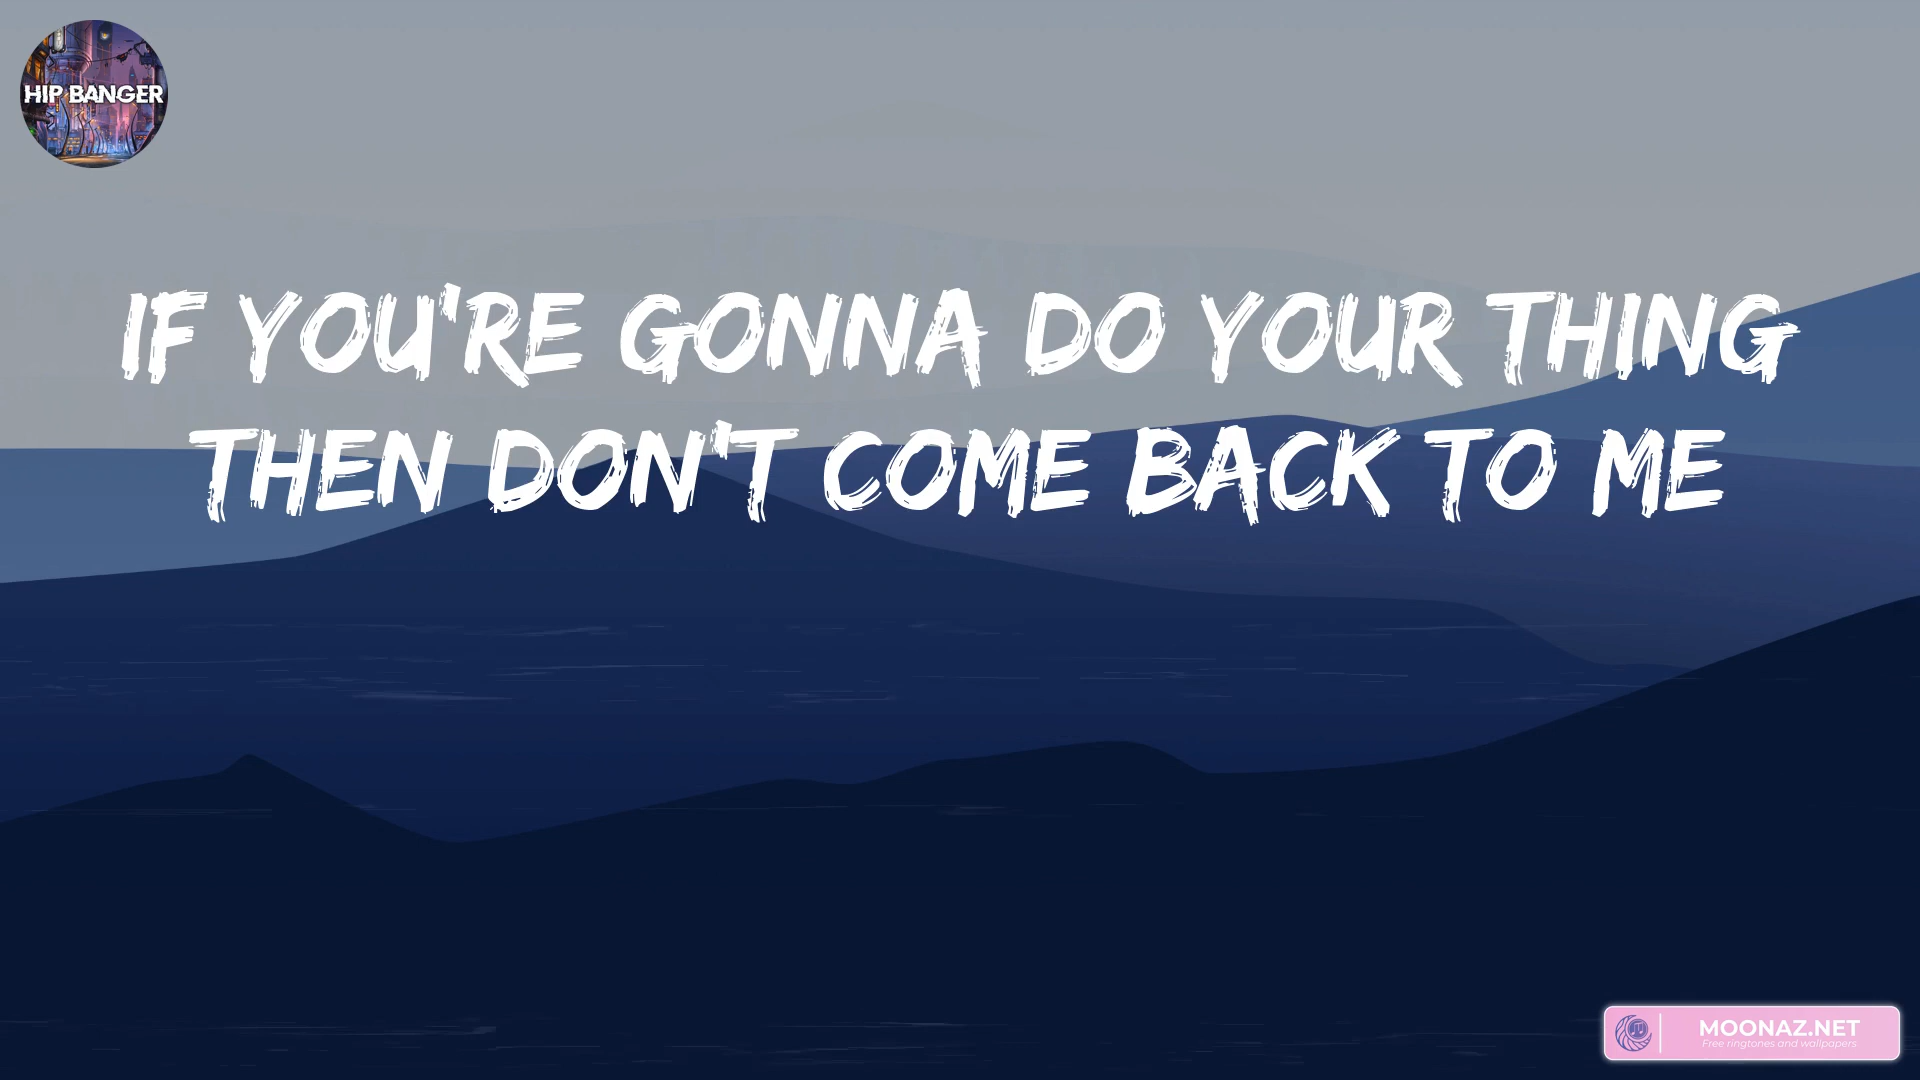 HIP BANGER
IF YOU'RE GONNA DO YOUR THING
THEN DON'T COME BACK TO ME
MOONAZ.NET
Free ringtones and wallpapers